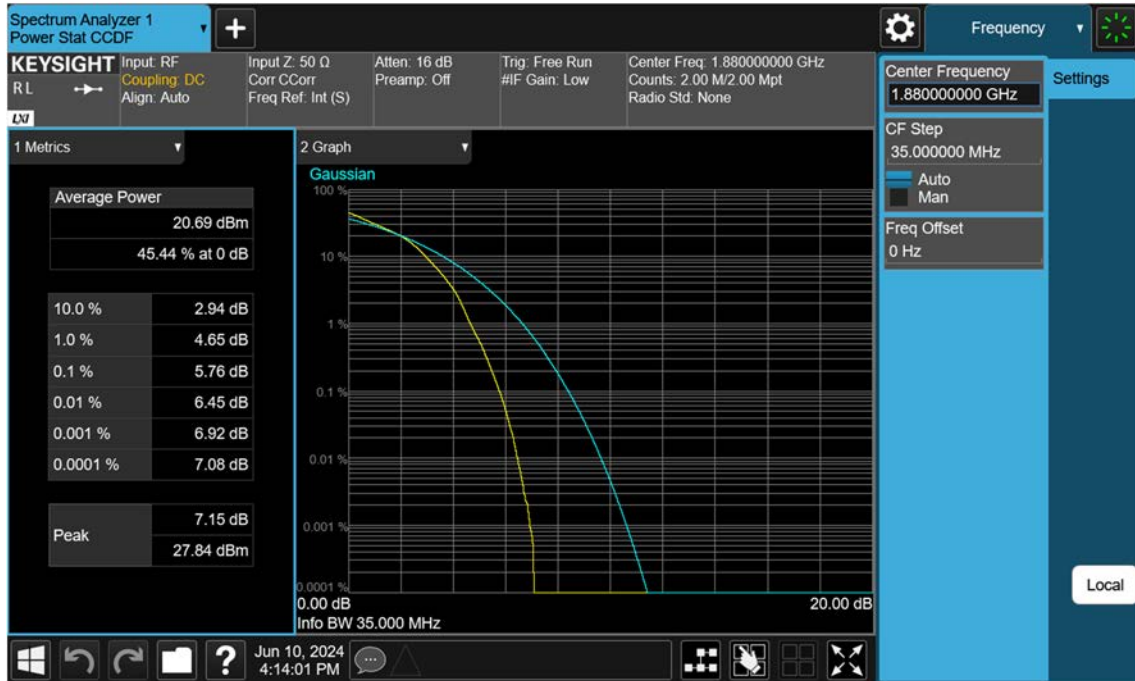 Spectrum Analyzer 1
Power Stat CCDF
Frequency
KEYSIGHT
R L
LXI
Input: RF
Coupling: DC
Align: Auto
Input Z: 50 Ω
Corr CCorr
Freq Ref: Int (S)
Atten: 16 dB
Preamp: Off
Trig: Free Run
#IF Gain: Low
Center Freq: 1.880000000 GHz
Counts: 2.00 M/2.00 Mpt
Radio Std: None
Center Frequency
1.880000000 GHz
Settings
CF Step
35.000000 MHz
Auto
Man
Freq Offset
0 Hz
1 Metrics
Average Power
20.69 dBm
45.44 % at 0 dB
10.0 % 2.94 dB
1.0 % 4.65 dB
0.1 % 5.76 dB
0.01 % 6.45 dB
0.001 % 6.92 dB
0.0001 % 7.08 dB
Peak
7.15 dB
27.84 dBm
2 Graph
Gaussian
100 %
10 %
1 %
0.1 %
0.01 %
0.001 %
0.0001 %
0.00 dB 20.00 dB
Info BW 35.000 MHz
Local
?
Jun 10, 2024
4:14:01 PM